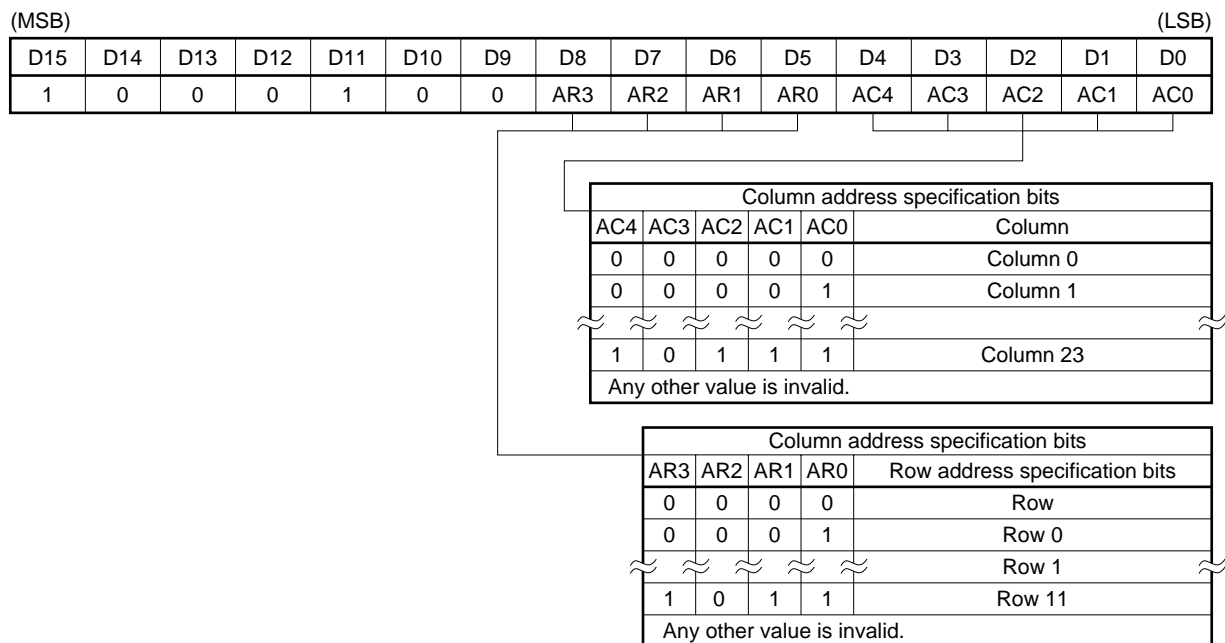 (MSB) (LSB)
D15 D14 D13 D12 D11 D10 D9 D8 D7 D6 D5 D4 D3 D2 D1 D0
1 0 0 0 1 0 0 AR3 AR2 AR1 AR0 AC4 AC3 AC2 AC1 AC0
Column address specification bits
AC4 AC3 AC2 AC1 AC0 Column
0 0 0 0 0 Column 0
0 0 0 0 1 Column 1
1 0 1 1 1 Column 23
Any other value is invalid.
Column address specification bits
AR3 AR2 AR1 AR0 Row address specification bits
0 0 0 0 Row
0 0 0 1 Row 0
Row 1
1 0 1 1 Row 11
Any other value is invalid.